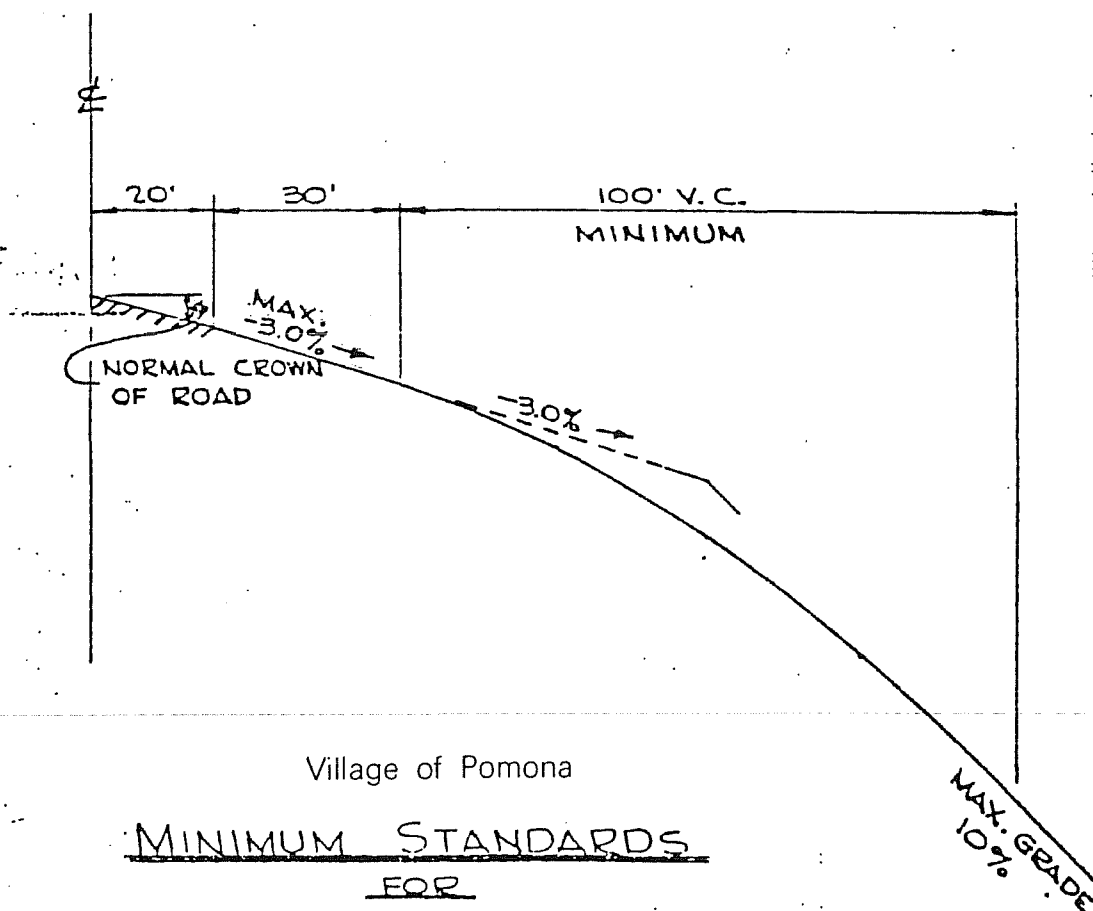 ℄
20'
30'
100' V.C.
MINIMUM
MAX.
-3.0%
NORMAL CROWN
OF ROAD
-3.0%
MAX. GRADE
10%
Village of Pomona
MINIMUM STANDARDS
FOR